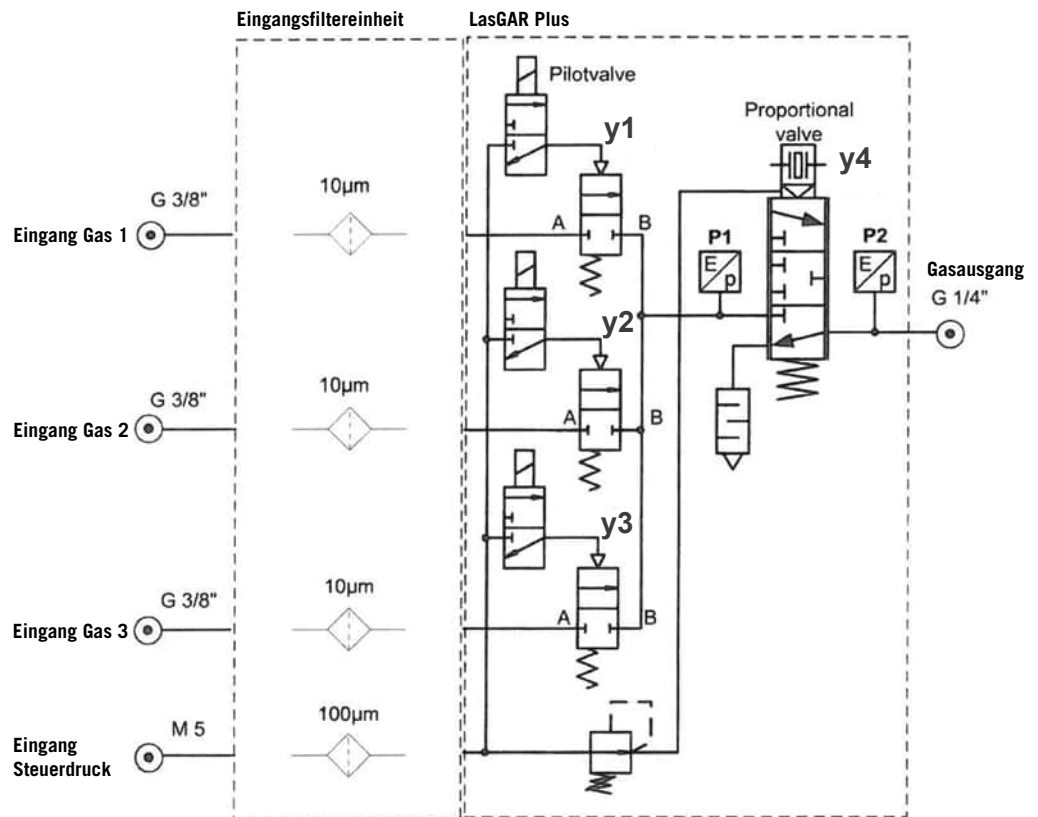 Eingangsfiltereinheit
LasGAR Plus
Pilotvalve
y1
Proportional
valve
y4
G 3/8"
10µm
Eingang Gas 1
A
B
P1
E
p
P2
E
p
Gasausgang
G 1/4"
y2
G 3/8"
10µm
Eingang Gas 2
A
B
y3
G 3/8"
10µm
Eingang Gas 3
A
B
M 5
100µm
Eingang
Steuerdruck